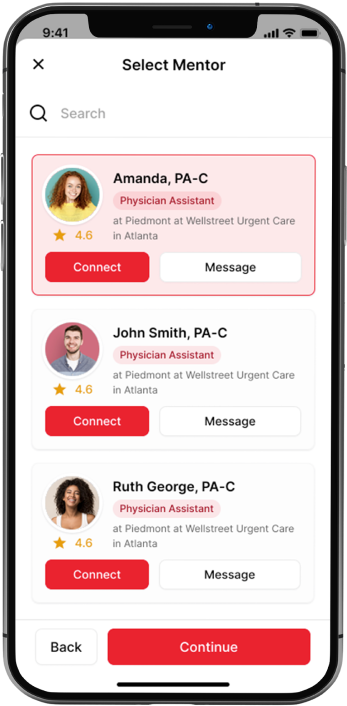 9:41
Select Mentor
Search
Amanda, PA-C
Physician Assistant
at Piedmont at Wellstreet Urgent Care
in Atlanta
4.6
Connect
Message
John Smith, PA-C
Physician Assistant
at Piedmont at Wellstreet Urgent Care
in Atlanta
4.6
Connect
Message
Ruth George, PA-C
Physician Assistant
at Piedmont at Wellstreet Urgent Care
in Atlanta
4.6
Connect
Message
Back
Continue